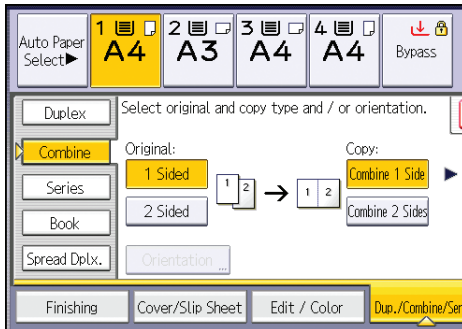 Auto Paper
Select▶
1 A4
2 A3
3 A4
4 A4
Bypass
Duplex
Select original and copy type and / or orientation.
Combine
Original:
Copy:
1 Sided
1 2 → 1 2
Combine 1 Side
Series
2 Sided
Combine 2 Sides
Book
Spread Dplx.
Orientation ...
Finishing
Cover/Slip Sheet
Edit / Color
Dup./Combine/Ser